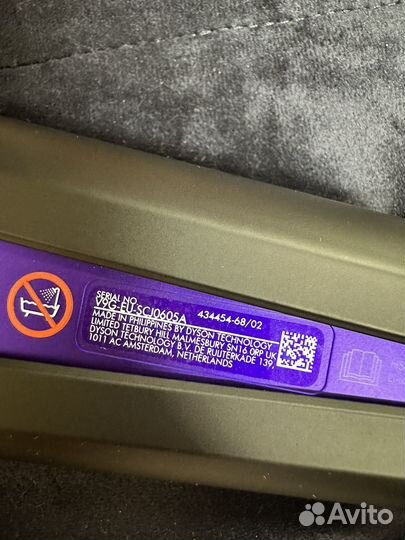 SERIAL NO.
V9G-EU-SCJ0605A 434454-68/02
MADE IN PHILIPPINES BY DYSON TECHNOLOGY
LIMITED TETBURY HILL, MALMESBURY SN16 0RP UK
DYSON TECHNOLOGY B.V. DE RUIJTERKADE 139,
1011 AC AMSTERDAM, NETHERLANDS
Avito